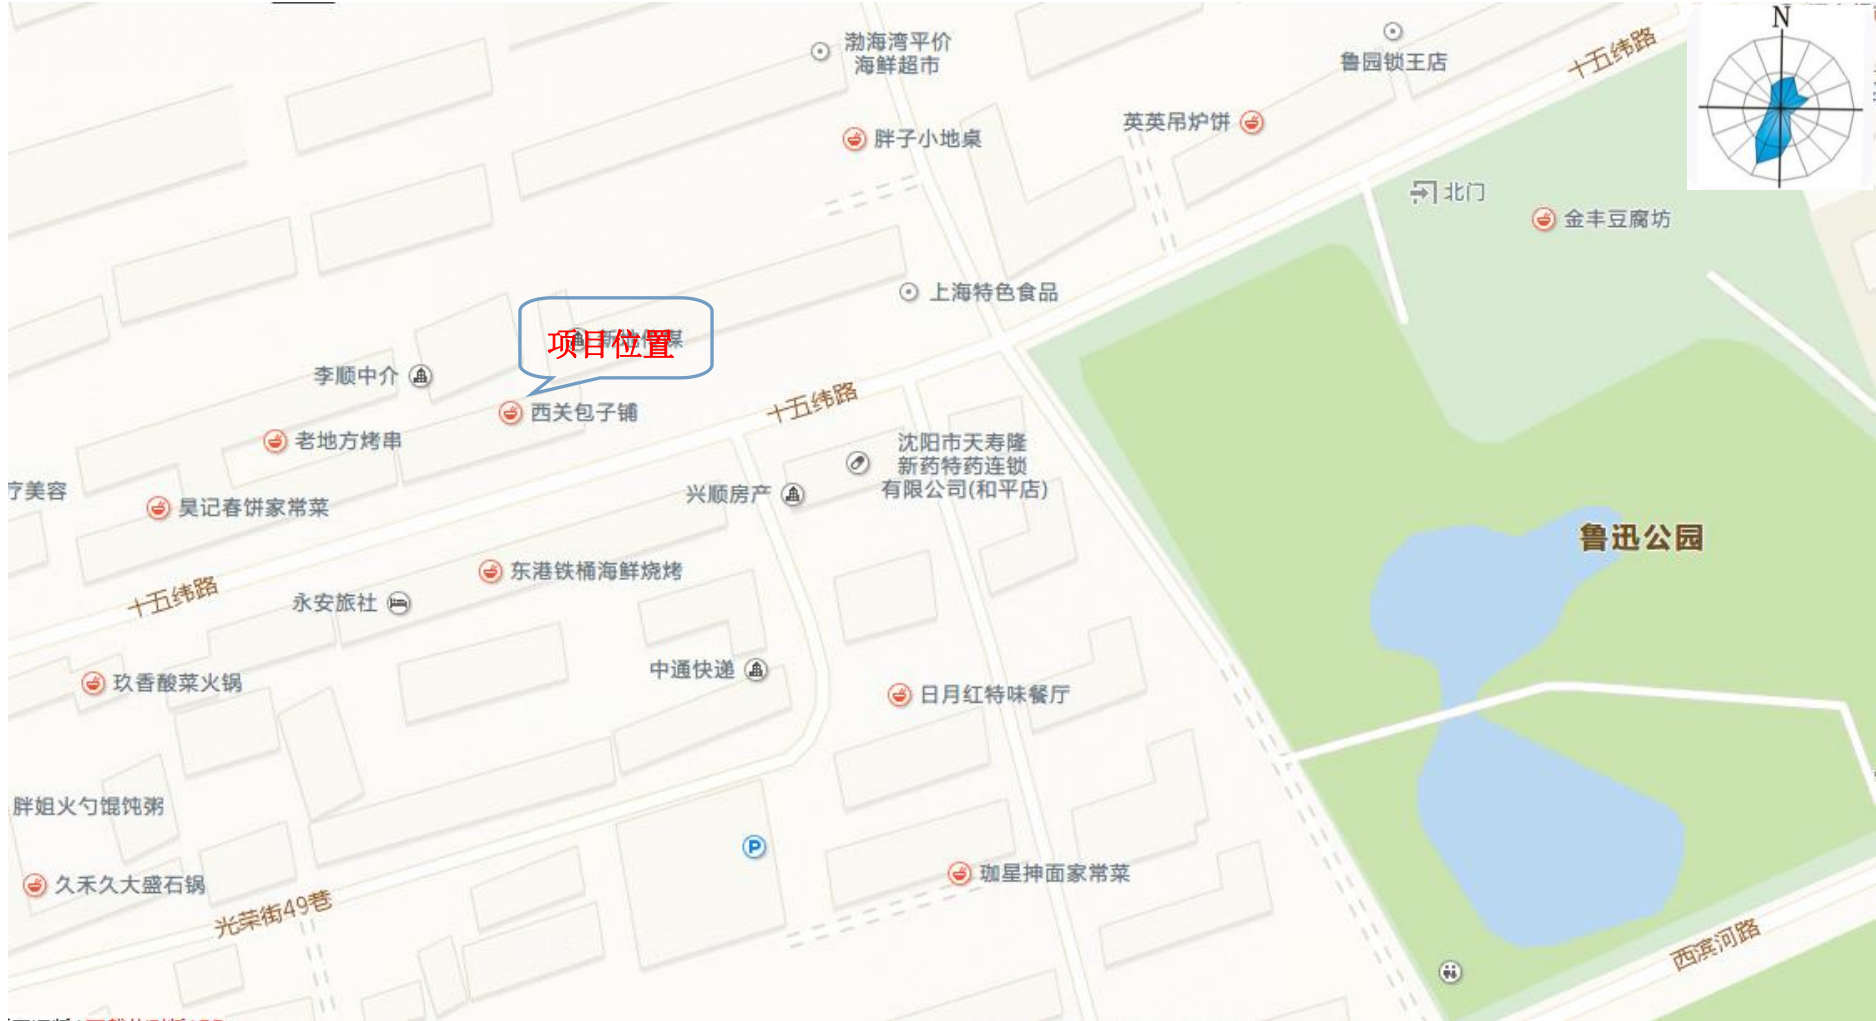 N
渤海湾平价
海鲜超市
鲁园锁王店
十五纬路
胖子小地桌
英英吊炉饼
北门
金丰豆腐坊
上海特色食品
项目位置
李顺中介
西关包子铺
十五纬路
老地方烤串
沈阳市天寿隆
新药特药连锁
有限公司(和平店)
疗美容
兴顺房产
昊记春饼家常菜
鲁迅公园
东港铁桶海鲜烧烤
十五纬路
永安旅社
中通快递
玖香酸菜火锅
日月红特味餐厅
胖姐火勺馄饨粥
P
珈星抻面家常菜
久禾久大盛石锅
光荣街49巷
西滨河路